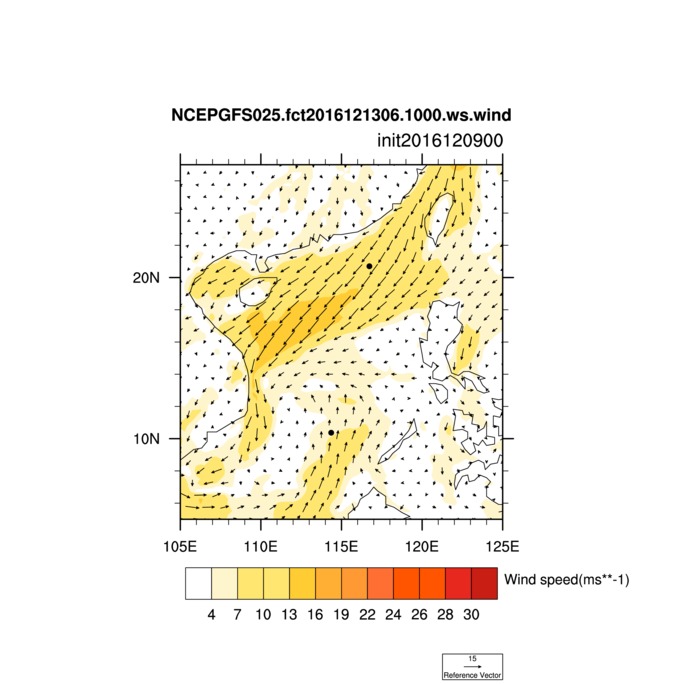 NCEPGFS025.fct2016121306.1000.ws.wind
init2016120900
20N
10N
105E 110E 115E 120E 125E
Wind speed(ms**-1)
4 7 10 13 16 19 22 24 26 28 30
15
Reference Vector